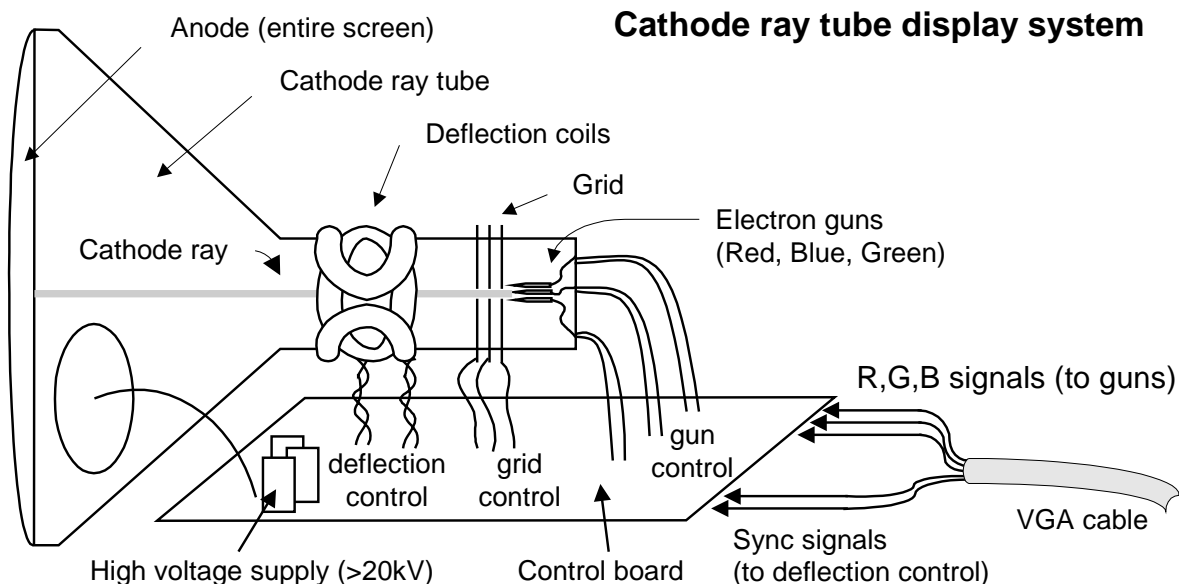 Cathode ray tube display system
Anode (entire screen)
Cathode ray tube
Deflection coils
Grid
Electron guns
(Red, Blue, Green)
Cathode ray
R,G,B signals (to guns)
gun
control
deflection
control
grid
control
VGA cable
Sync signals
(to deflection control)
High voltage supply (>20kV)
Control board